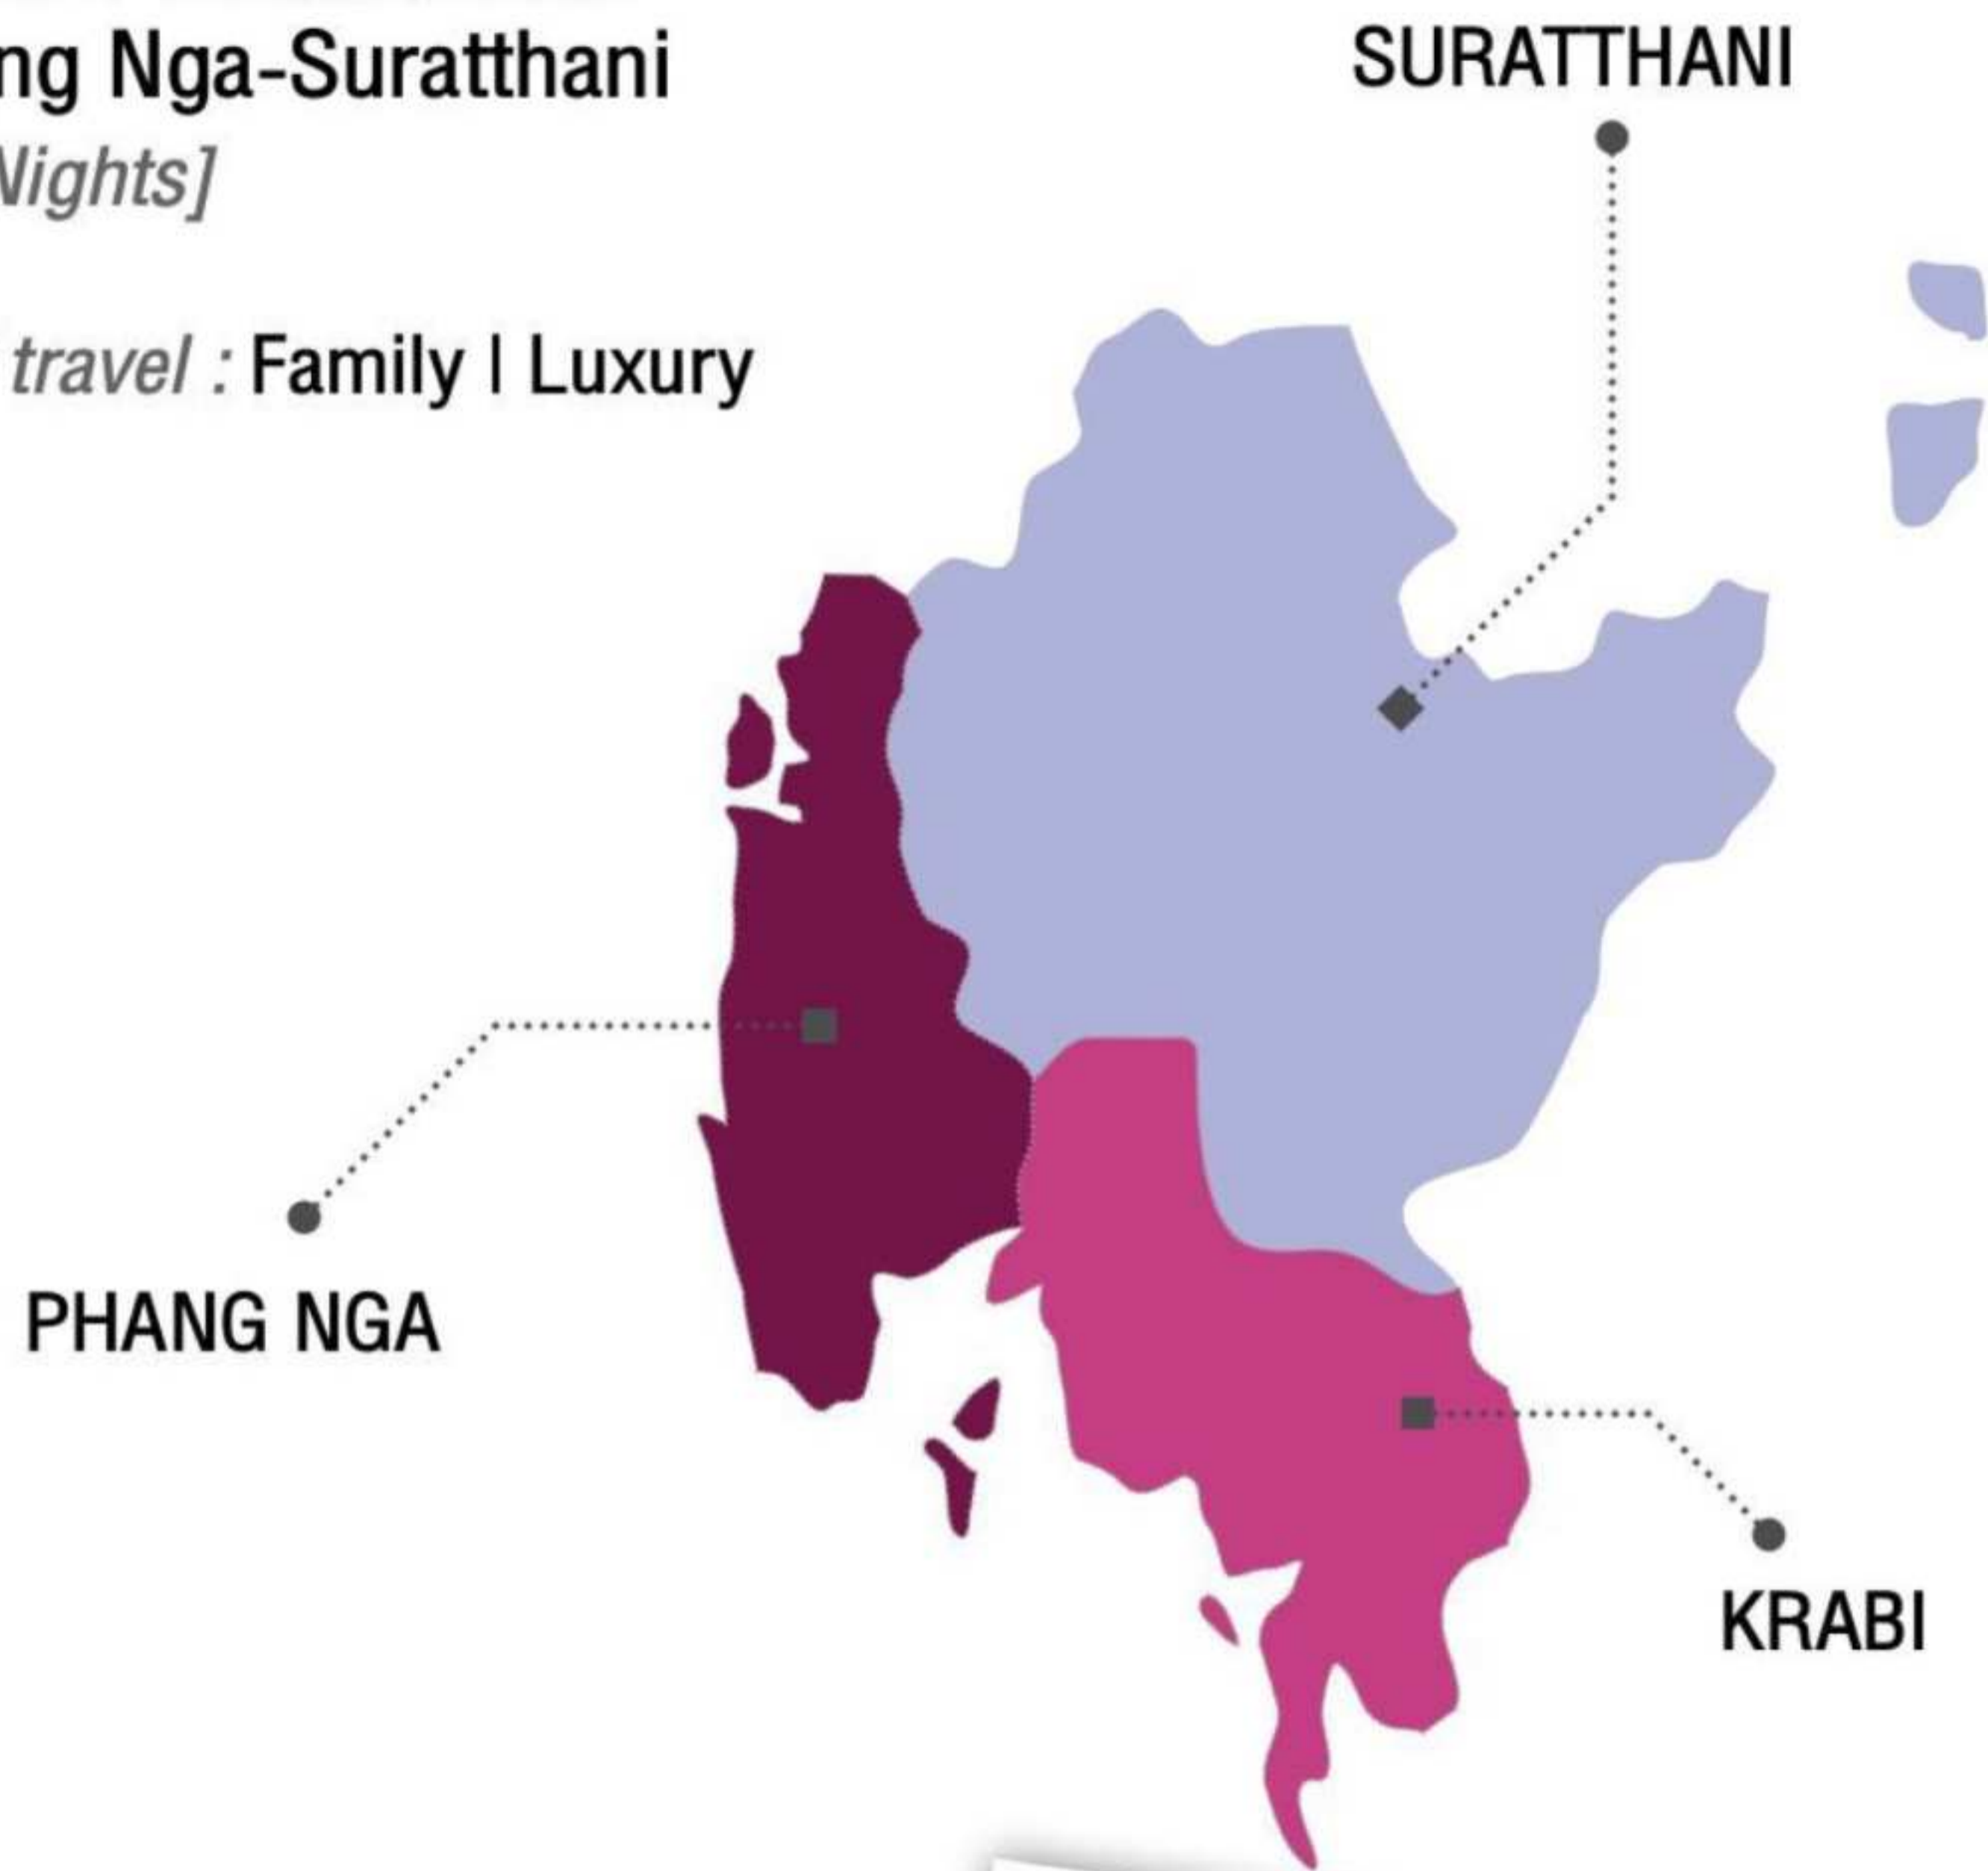 ng Nga-Suratthani
Nights]
travel : Family | Luxury
SURATTHANI
PHANG NGA
KRABI